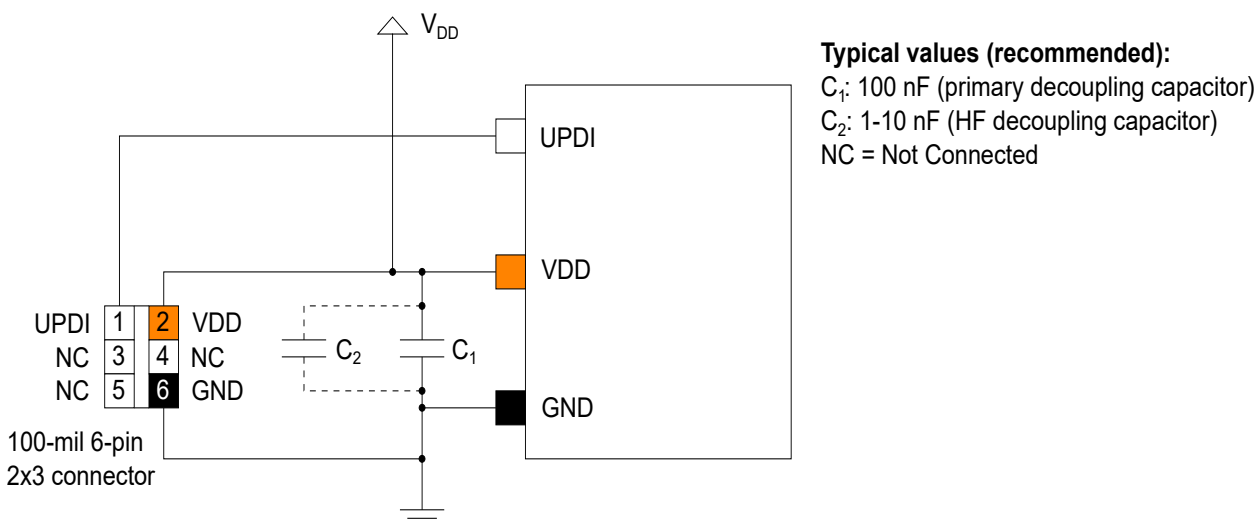 V_DD
Typical values (recommended):
C₁: 100 nF (primary decoupling capacitor)
C₂: 1-10 nF (HF decoupling capacitor)
NC = Not Connected
UPDI
VDD
UPDI 1 2 VDD
NC 3 4 NC
NC 5 6 GND
C₂ C₁
GND
100-mil 6-pin
2x3 connector